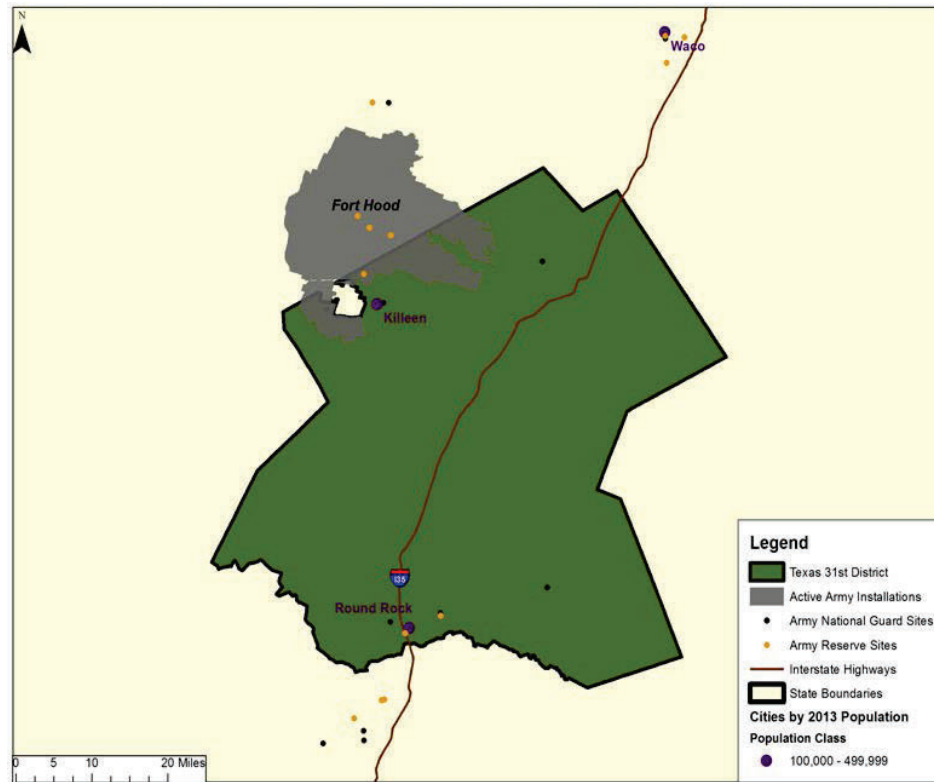 N
Waco
Fort Hood
Killeen
I35
Round Rock
Legend
Texas 31st District
Active Army Installations
Army National Guard Sites
Army Reserve Sites
Interstate Highways
State Boundaries
Cities by 2013 Population
Population Class
100,000 - 499,999
0 5 10 20 Miles